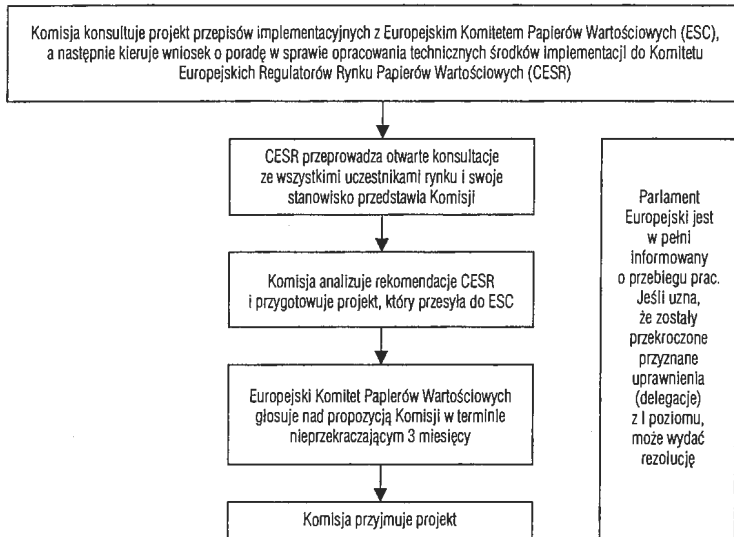 Komisja konsultuje projekt przepisów implementacyjnych z Europejskim Komitetem Papierów Wartościowych (ESC),
a następnie kieruje wniosek o poradę w sprawie opracowania technicznych środków implementacji do Komitetu
Europejskich Regulatorów Rynku Papierów Wartościowych (CESR)
CESR przeprowadza otwarte konsultacje
ze wszystkimi uczestnikami rynku i swoje
stanowisko przedstawia Komisji
Komisja analizuje rekomendacje CESR
i przygotowuje projekt, który przesyła do ESC
Europejski Komitet Papierów Wartościowych
głosuje nad propozycją Komisji w terminie
nieprzekraczającym 3 miesięcy
Komisja przyjmuje projekt
Parlament
Europejski jest
w pełni
informowany
o przebiegu prac.
Jeśli uzna,
że zostały
przekroczone
przyznane
uprawnienia
(delegacje)
z I poziomu,
może wydać
rezolucję